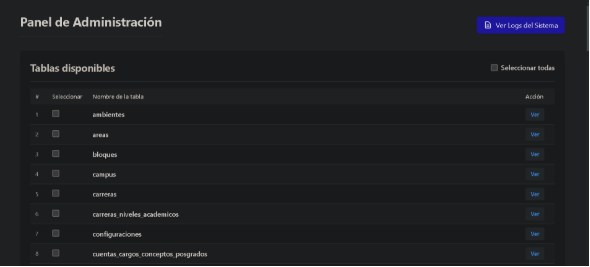 Panel de Administración
Ver Logs del Sistema
Tablas disponibles
Seleccionar todas
# Seleccionar Nombre de la tabla Acción
1 ambientes Ver
2 areas Ver
3 bloques Ver
4 campus Ver
5 carreras Ver
6 carreras_niveles_academicos Ver
7 configuraciones Ver
8 cuentas_cargos_conceptos_posgrados Ver